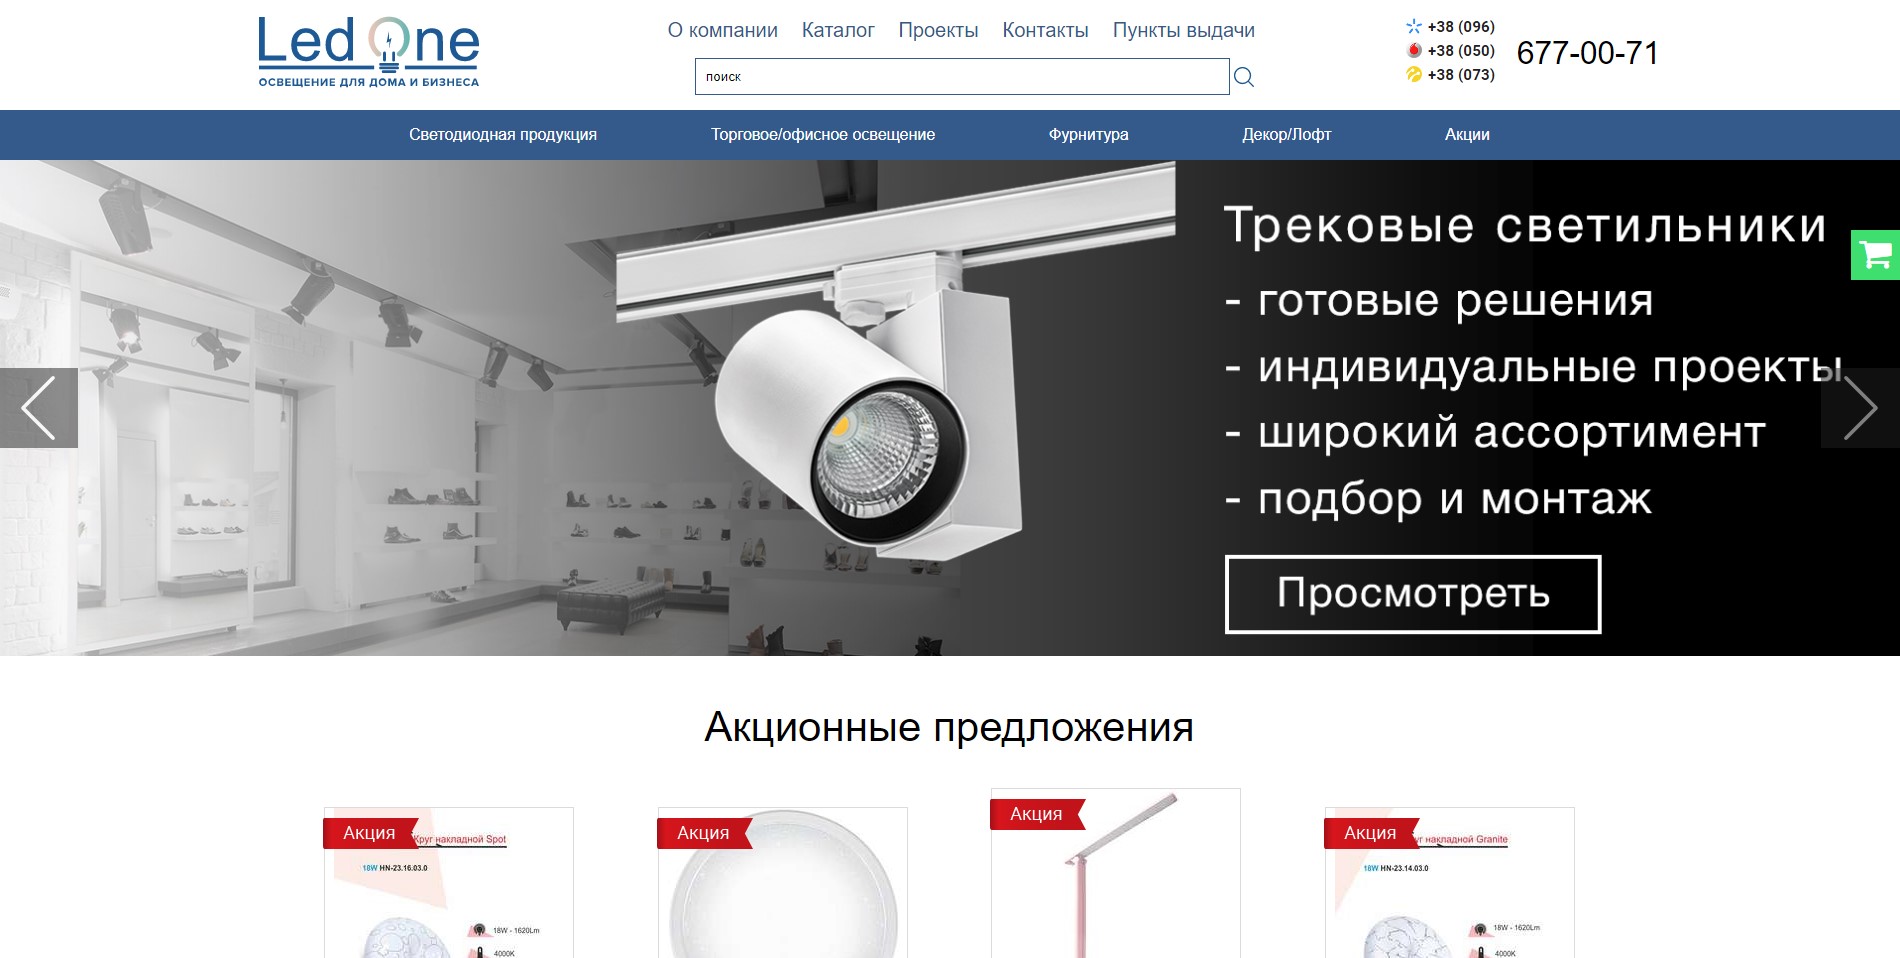 Led One
ОСВЕЩЕНИЕ ДЛЯ ДОМА И БИЗНЕСА
О компании Каталог Проекты Контакты Пункты выдачи
поиск
+38 (096)
+38 (050)
+38 (073)
677-00-71
Светодиодная продукция Торговое/офисное освещение Фурнитура Декор/Лофт Акции
Трековые светильники
- готовые решения
- индивидуальные проекты
- широкий ассортимент
- подбор и монтаж
Просмотреть
Акционные предложения
Акция
Круг накладной Spot
18W HN-23.16.03.0
18W - 1620Lm
4000K
Акция
Акция
Акция
накладной Granite
18W HN-23.14.03.0
18W - 1620Lm
4000K